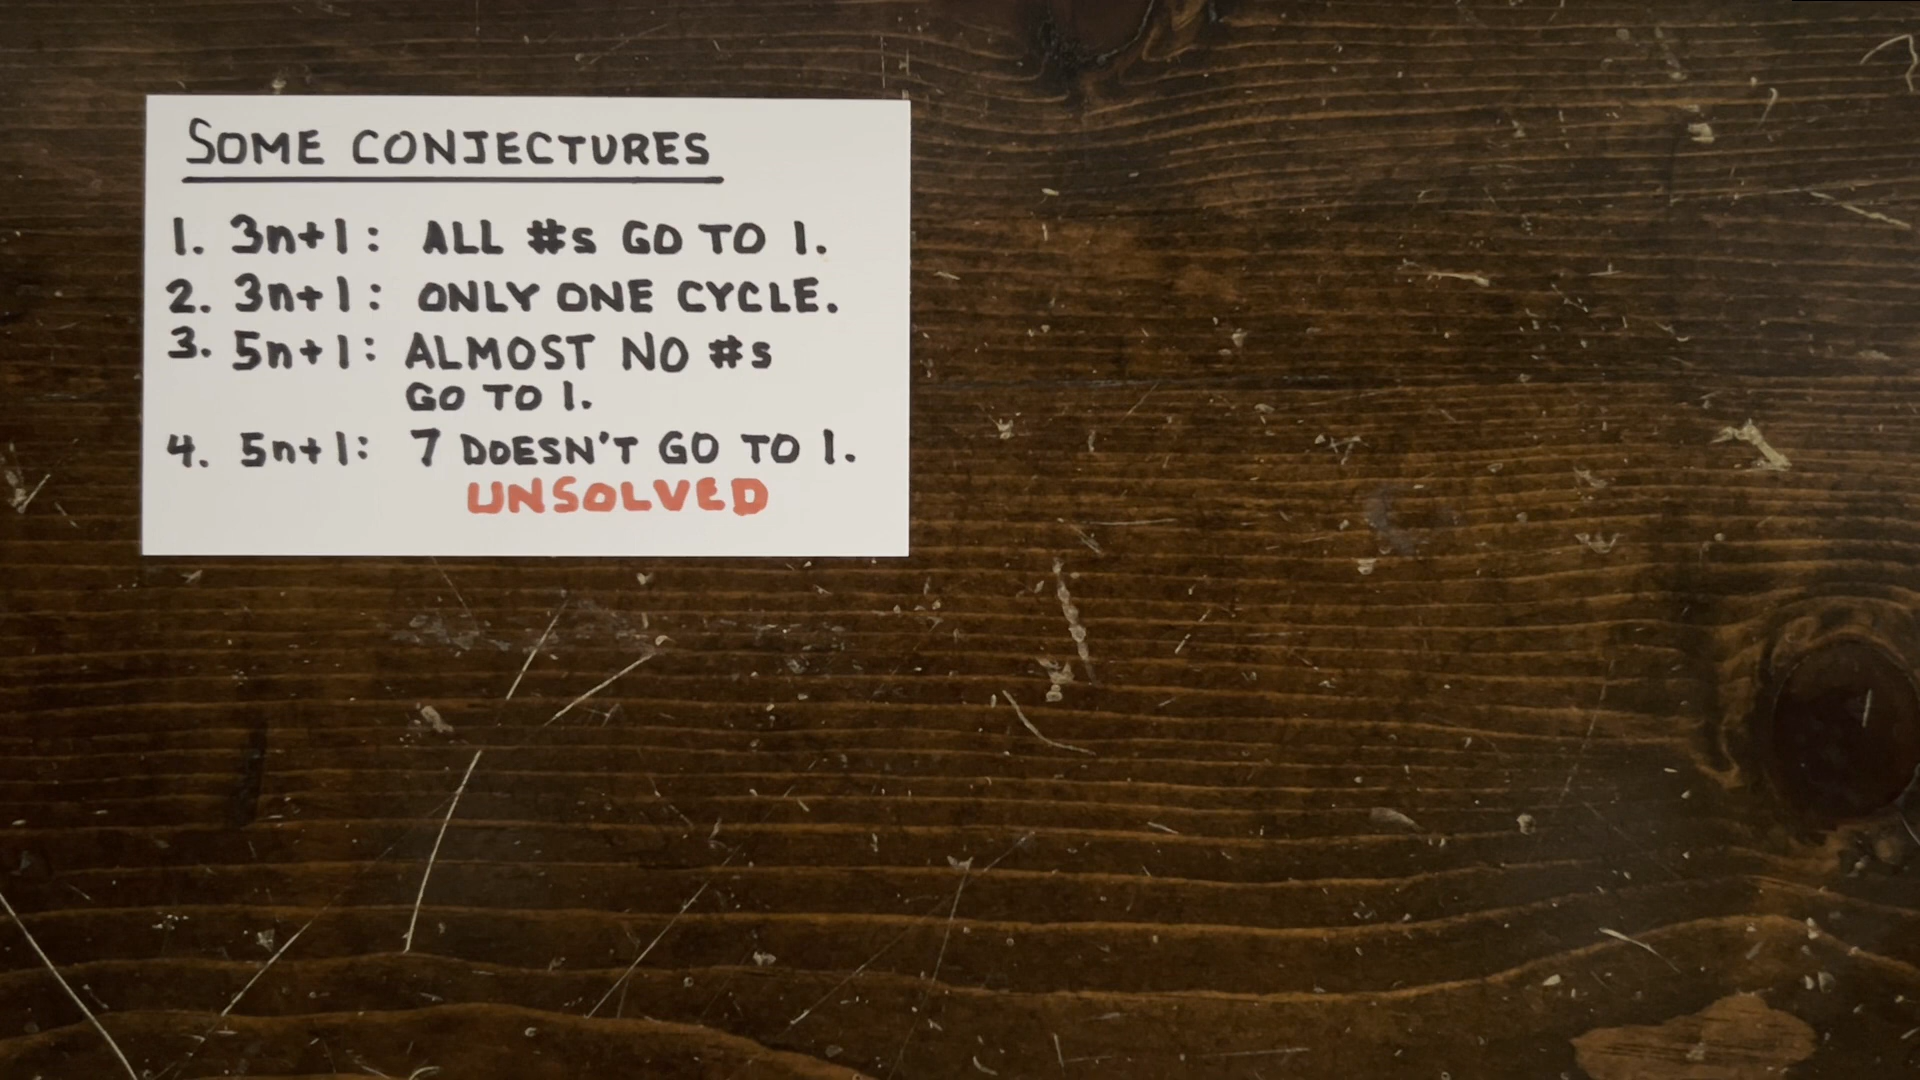 SOME CONJECTURES
1. 3n+1: ALL #s GO TO 1.
2. 3n+1: ONLY ONE CYCLE.
3. 5n+1: ALMOST NO #s
GO TO 1.
4. 5n+1: 7 DOESN'T GO TO 1.
UNSOLVED